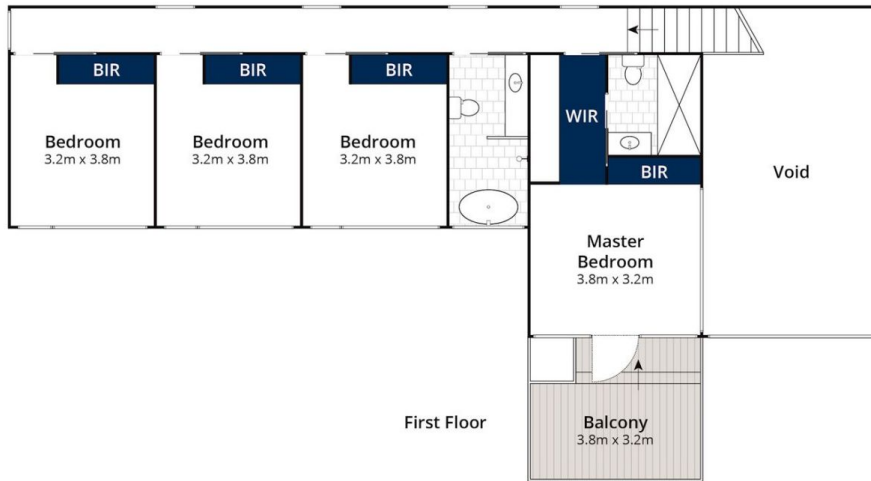 BIR
BIR
BIR
Bedroom
3.2m x 3.8m
Bedroom
3.2m x 3.8m
Bedroom
3.2m x 3.8m
WIR
BIR
Void
Master
Bedroom
3.8m x 3.2m
First Floor
Balcony
3.8m x 3.2m